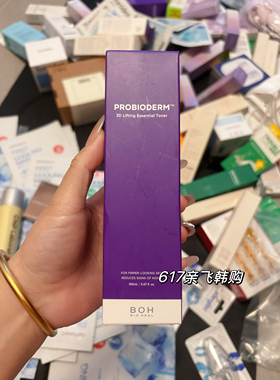 PROBIODERM™
3D Lifting Essential Toner
617亲飞韩购
FOR FIRMER LOOKING
REDUCES SIGNS OF
BOH
BIO HEAL